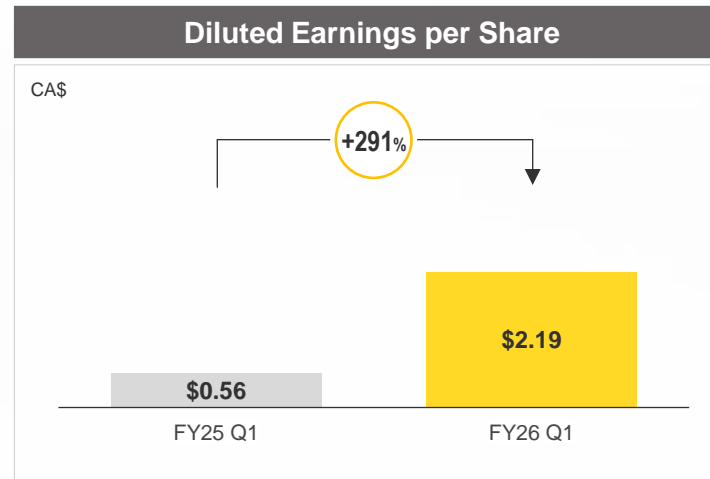 Diluted Earnings per Share
CA$
+291%
$2.19
$0.56
FY25 Q1 FY26 Q1